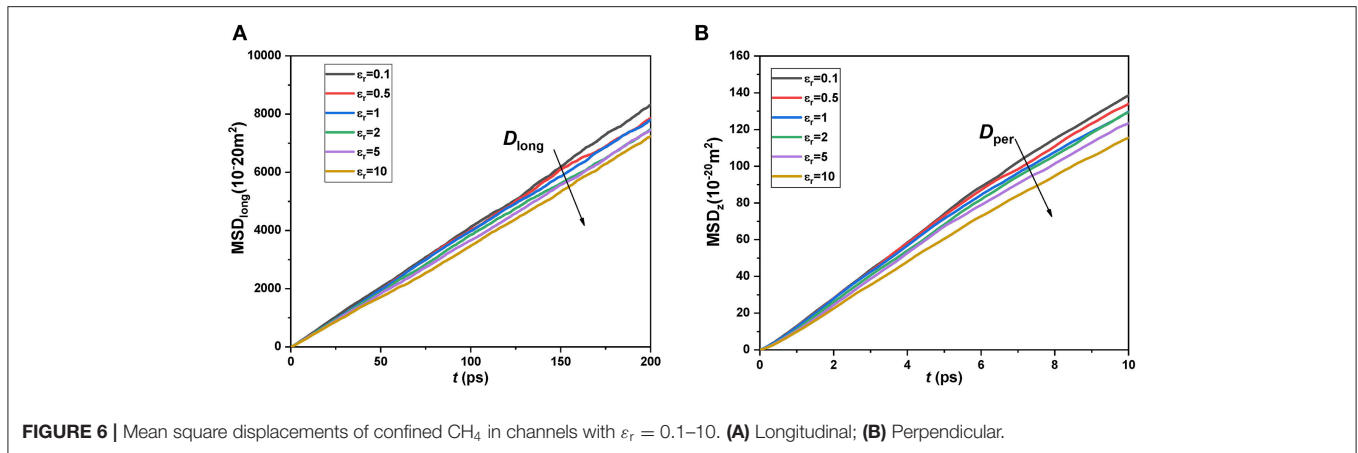 A
10000
8000
6000
4000
2000
0
MSD_long(10^-20m^2)
ε_r=0.1
ε_r=0.5
ε_r=1
ε_r=2
ε_r=5
ε_r=10
D_long
0 50 100 150 200
t (ps)
B
160
140
120
100
80
60
40
20
0
MSD_z(10^-20m^2)
ε_r=0.1
ε_r=0.5
ε_r=1
ε_r=2
ε_r=5
ε_r=10
D_per
0 2 4 6 8 10
t (ps)
FIGURE 6 | Mean square displacements of confined CH₄ in channels with ε_r = 0.1–10. (A) Longitudinal; (B) Perpendicular.